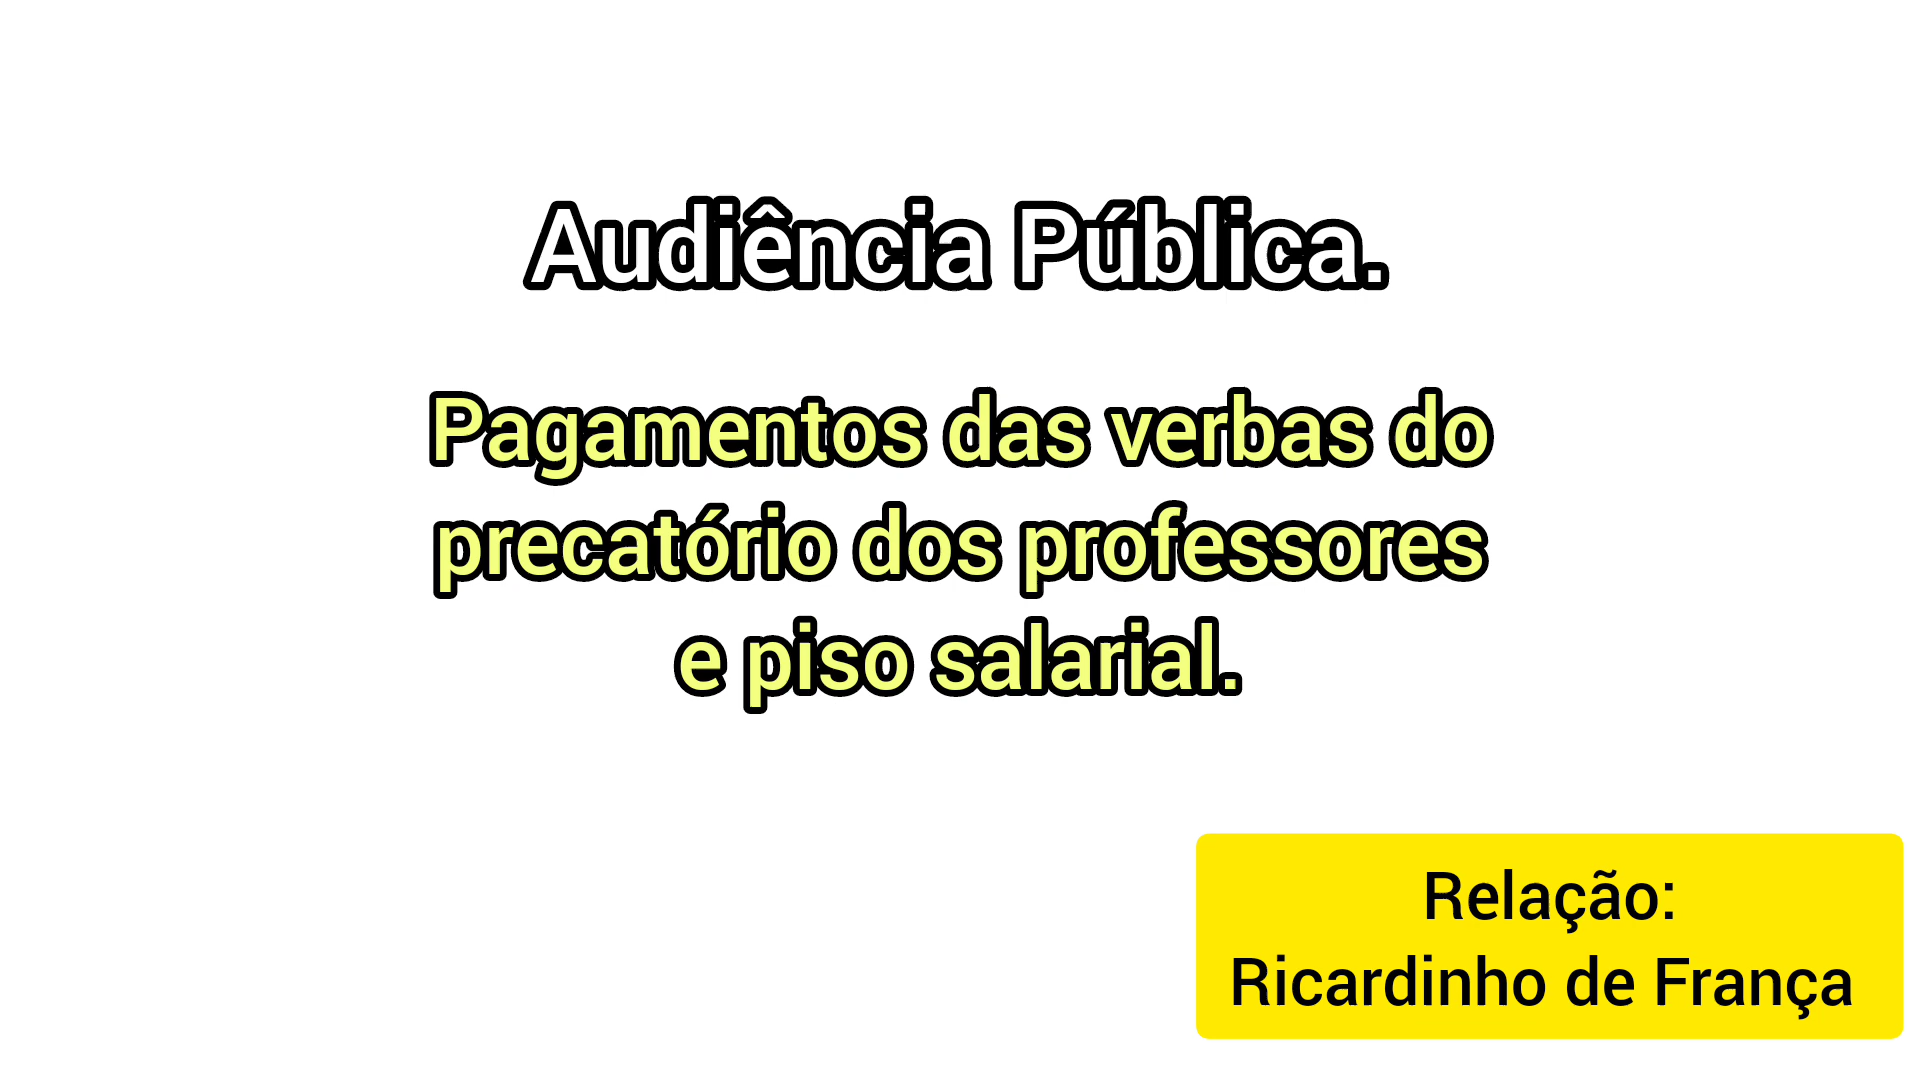 Audiência Pública.
Pagamentos das verbas do
precatório dos professores
e piso salarial.
Relação:
Ricardinho de França